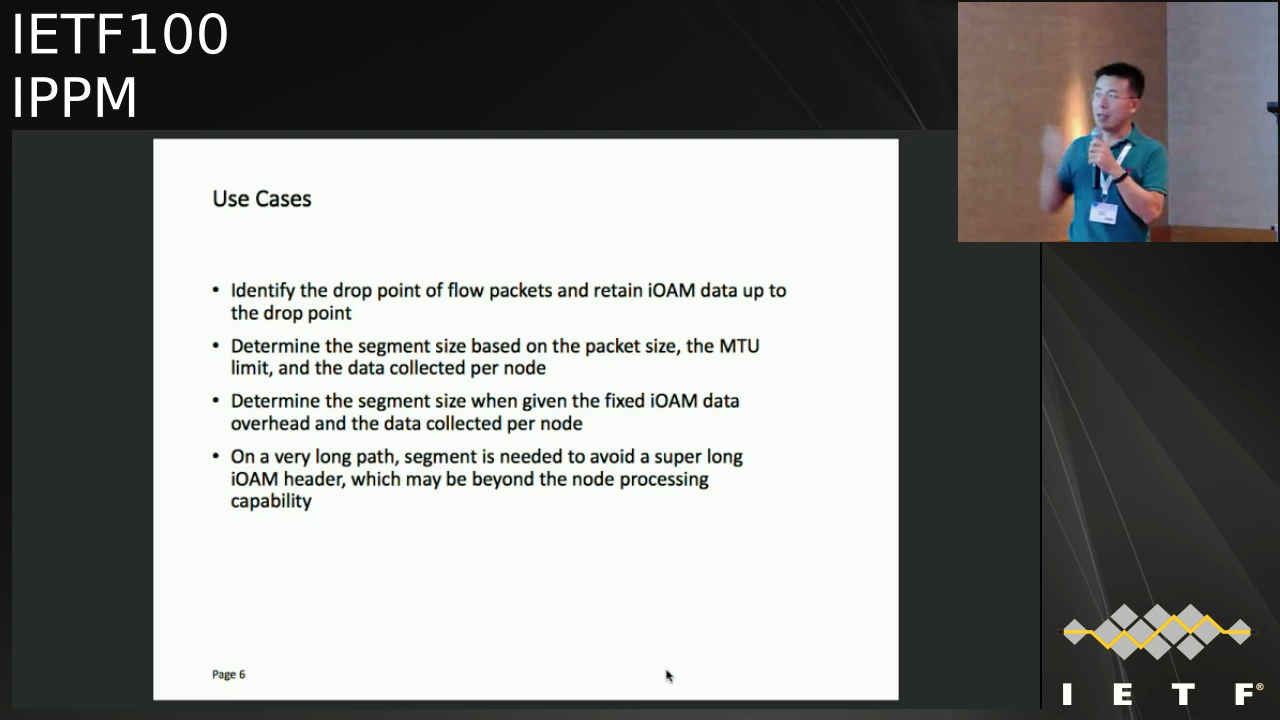 IETF100
IPPM
Use Cases
• Identify the drop point of flow packets and retain iOAM data up to
the drop point
• Determine the segment size based on the packet size, the MTU
limit, and the data collected per node
• Determine the segment size when given the fixed iOAM data
overhead and the data collected per node
• On a very long path, segment is needed to avoid a super long
iOAM header, which may be beyond the node processing
capability
Page 6
I E T F®